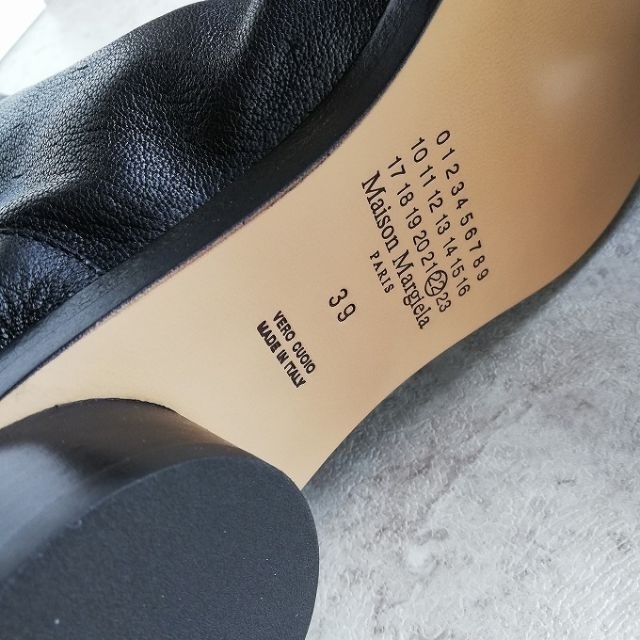 0 1 2 3 4 5 6 7 8 9
10 11 12 13 14 15 16
17 18 19 20 21 22 23
Maison Margiela
PARIS
39
VERO CUOIO
MADE IN ITALY